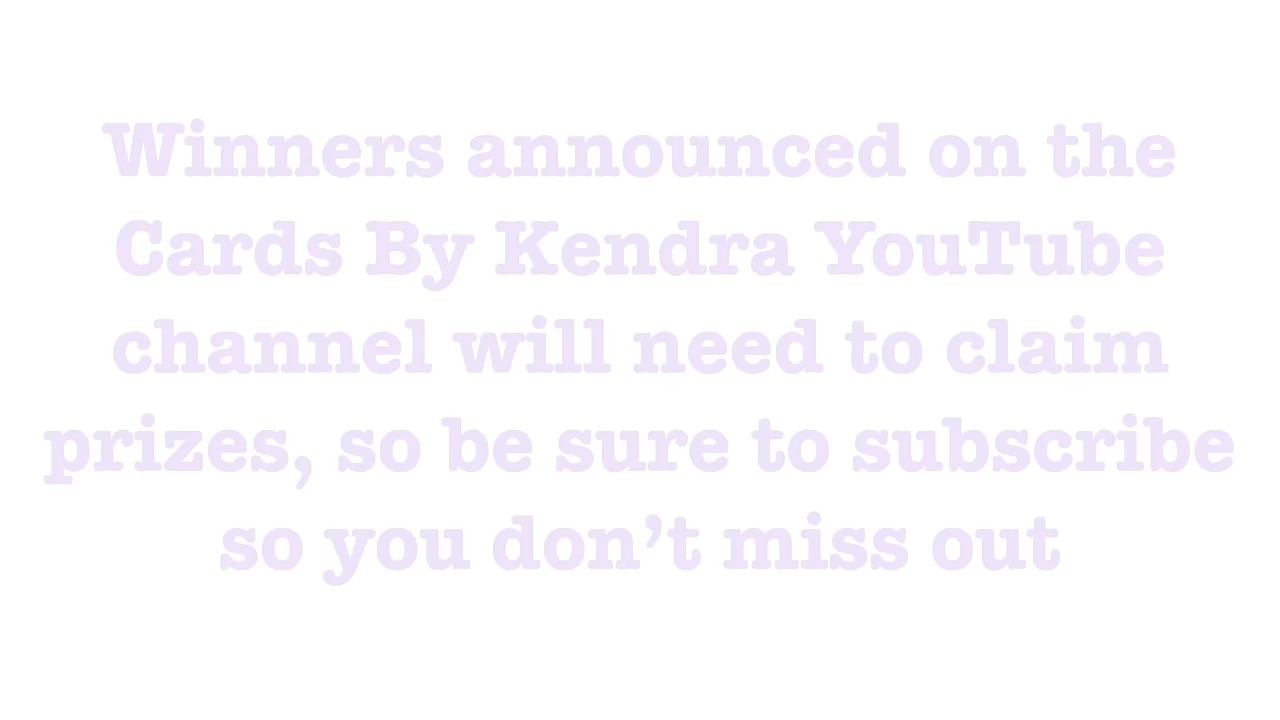 Winners announced on the
Cards By Kendra YouTube
channel will need to claim
prizes, so be sure to subscribe
so you don’t miss out